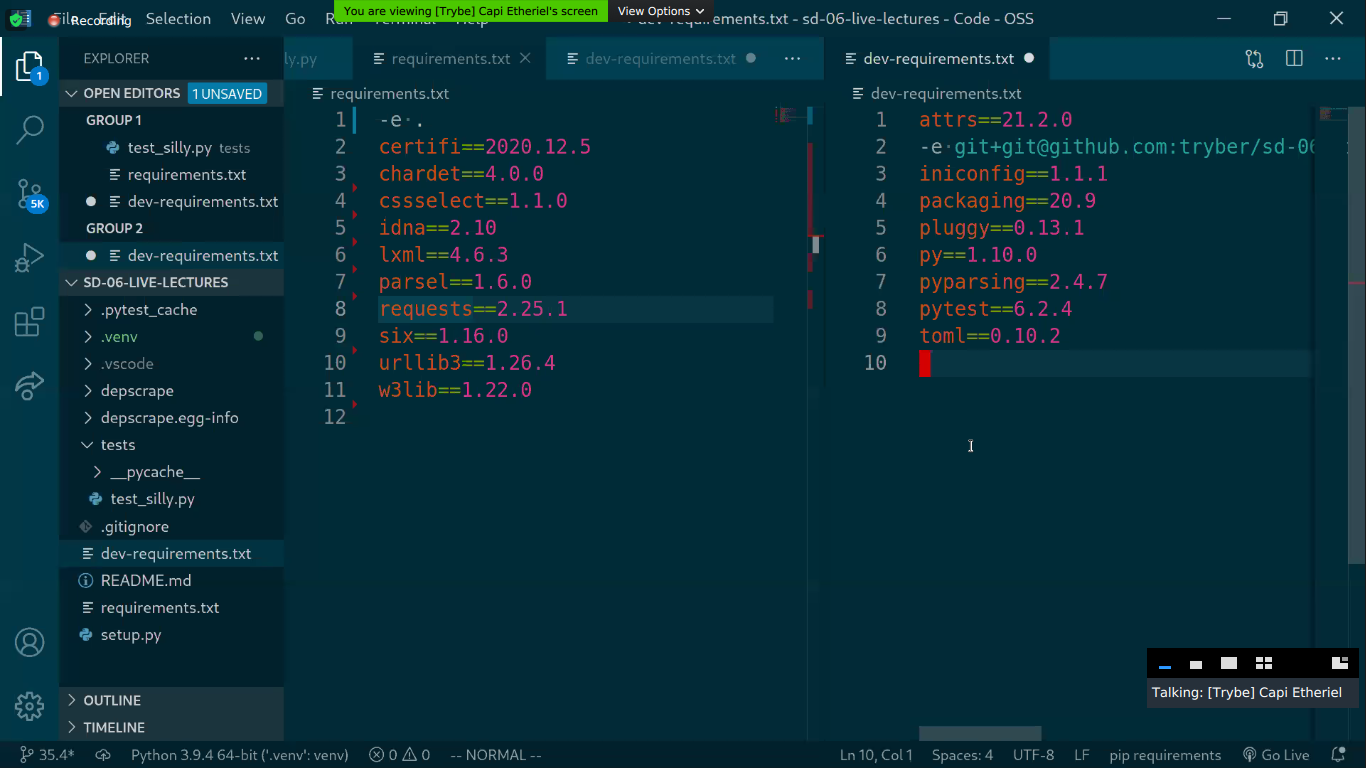 File Edit Selection View Go Run Terminal Help
Recording
You are viewing [Trybe] Capi Etheriel's screen
View Options
dev-requirements.txt - sd-06-live-lectures - Code - OSS
EXPLORER
ly.py
requirements.txt
dev-requirements.txt
dev-requirements.txt
1
OPEN EDITORS
1 UNSAVED
GROUP 1
test_silly.py tests
requirements.txt
dev-requirements.txt
GROUP 2
dev-requirements.txt
5K
SD-06-LIVE-LECTURES
.pytest_cache
.venv
.vscode
depscrape
depscrape.egg-info
tests
__pycache__
test_silly.py
.gitignore
dev-requirements.txt
README.md
requirements.txt
setup.py
OUTLINE
TIMELINE
requirements.txt
1 -e .
2 certifi==2020.12.5
3 chardet==4.0.0
4 cssselect==1.1.0
5 idna==2.10
6 lxml==4.6.3
7 parsel==1.6.0
8 requests==2.25.1
9 six==1.16.0
10 urllib3==1.26.4
11 w3lib==1.22.0
12
dev-requirements.txt
1 attrs==21.2.0
2 -e git+git@github.com:tryber/sd-06
3 iniconfig==1.1.1
4 packaging==20.9
5 pluggy==0.13.1
6 py==1.10.0
7 pyparsing==2.4.7
8 pytest==6.2.4
9 toml==0.10.2
10
Talking: [Trybe] Capi Etheriel
35.4*
Python 3.9.4 64-bit ('.venv': venv)
0 0
-- NORMAL --
Ln 10, Col 1
Spaces: 4
UTF-8
LF
pip requirements
Go Live